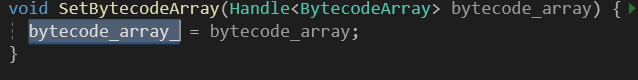 void SetBytecodeArray(Handle<BytecodeArray> bytecode_array) {
bytecode_array_ = bytecode_array;
}